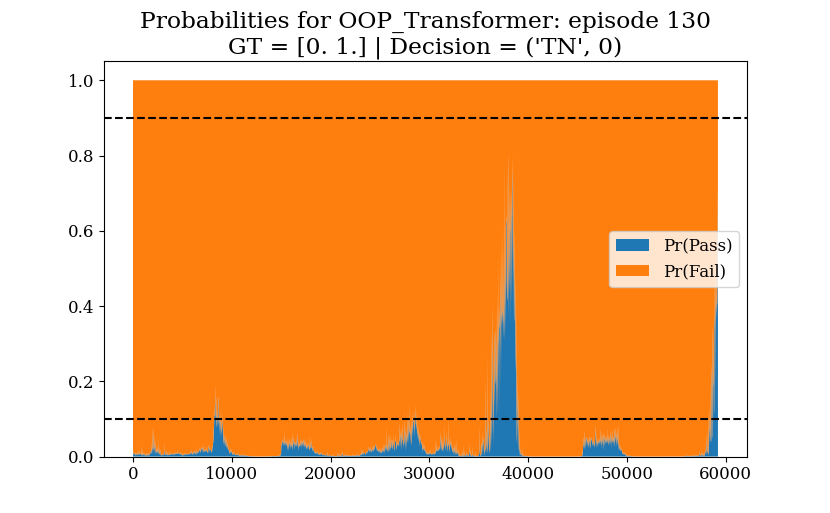 Probabilities for OOP_Transformer: episode 130
GT = [0. 1.] | Decision = ('TN', 0)
1.0
0.8
0.6
0.4
0.2
0.0
Pr(Pass)
Pr(Fail)
0 10000 20000 30000 40000 50000 60000